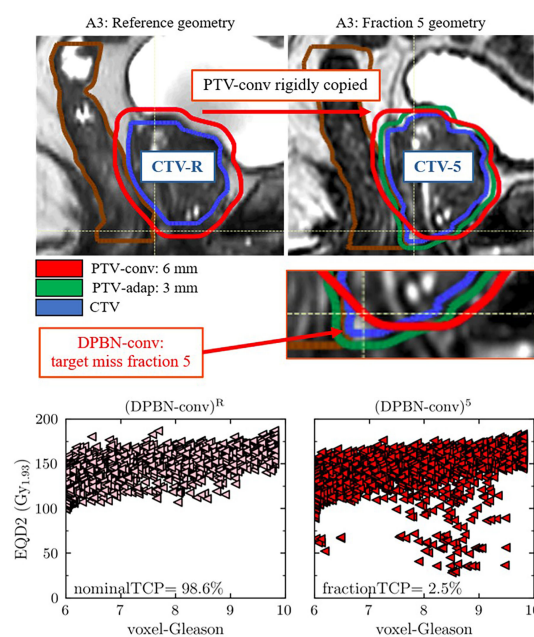 A3: Reference geometry
A3: Fraction 5 geometry
PTV-conv rigidly copied
CTV-R
CTV-5
PTV-conv: 6 mm
PTV-adap: 3 mm
CTV
DPBN-conv:
target miss fraction 5
(DPBN-conv)ᴿ
(DPBN-conv)⁵
EQD2 (Gy₁.₉₃)
200
150
100
50
0
nominalTCP= 98.6%
fractionTCP= 2.5%
6 7 8 9 10
6 7 8 9 10
voxel-Gleason
voxel-Gleason